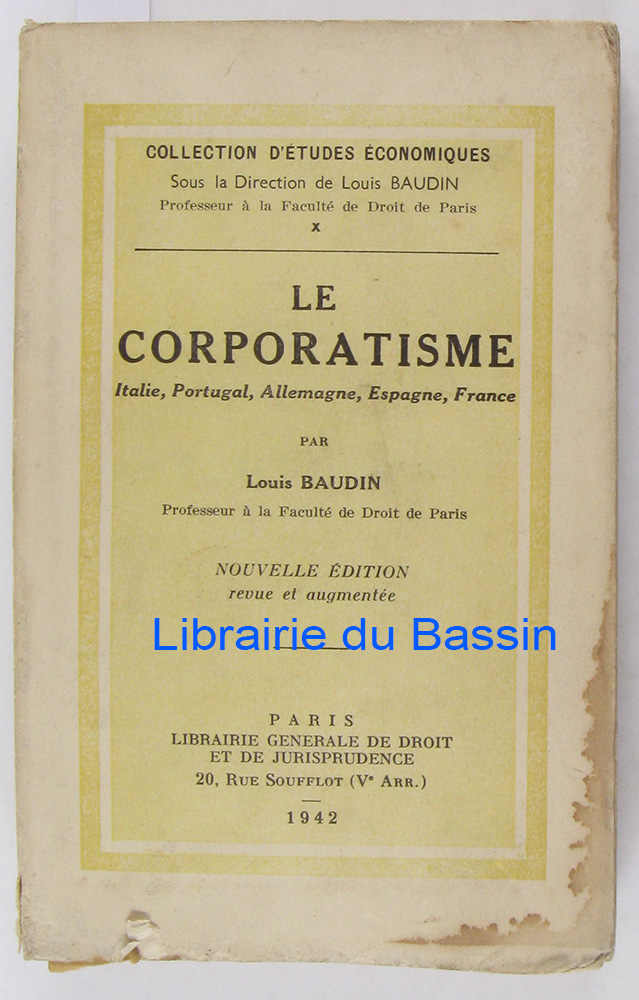 COLLECTION D'ÉTUDES ÉCONOMIQUES
Sous la Direction de Louis BAUDIN
Professeur à la Faculté de Droit de Paris
X
LE
CORPORATISME
Italie, Portugal, Allemagne, Espagne, France
PAR
Louis BAUDIN
Professeur à la Faculté de Droit de Paris
NOUVELLE ÉDITION
revue et augmentée
Librairie du Bassin
PARIS
LIBRAIRIE GENERALE DE DROIT
ET DE JURISPRUDENCE
20, RUE SOUFFLOT (Ve ARR.)
1942